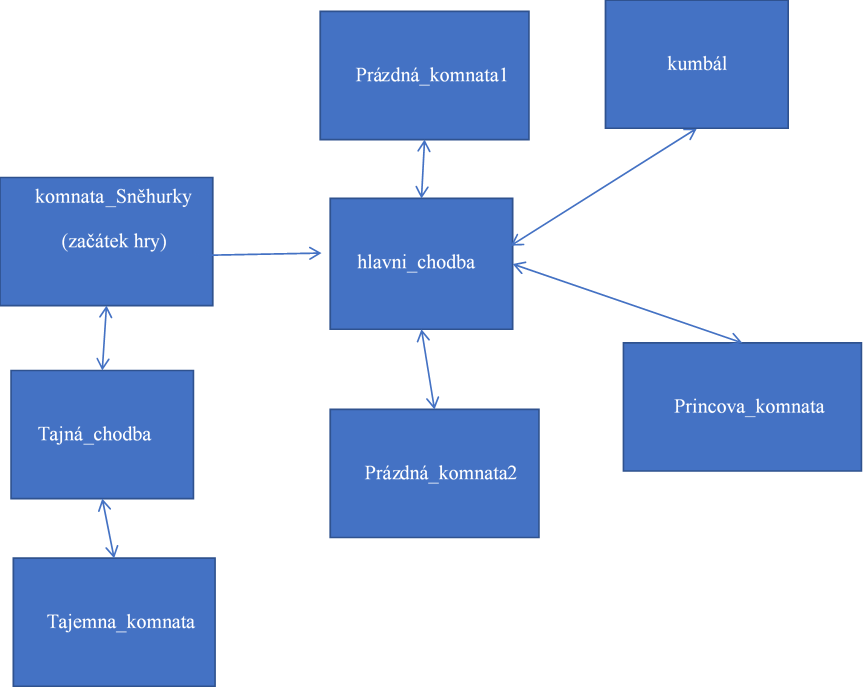 Prázdná_komnata1
kumbál
komnata_Sněhurky
(začátek hry)
hlavni_chodba
Princova_komnata
Tajná_chodba
Prázdná_komnata2
Tajemna_komnata